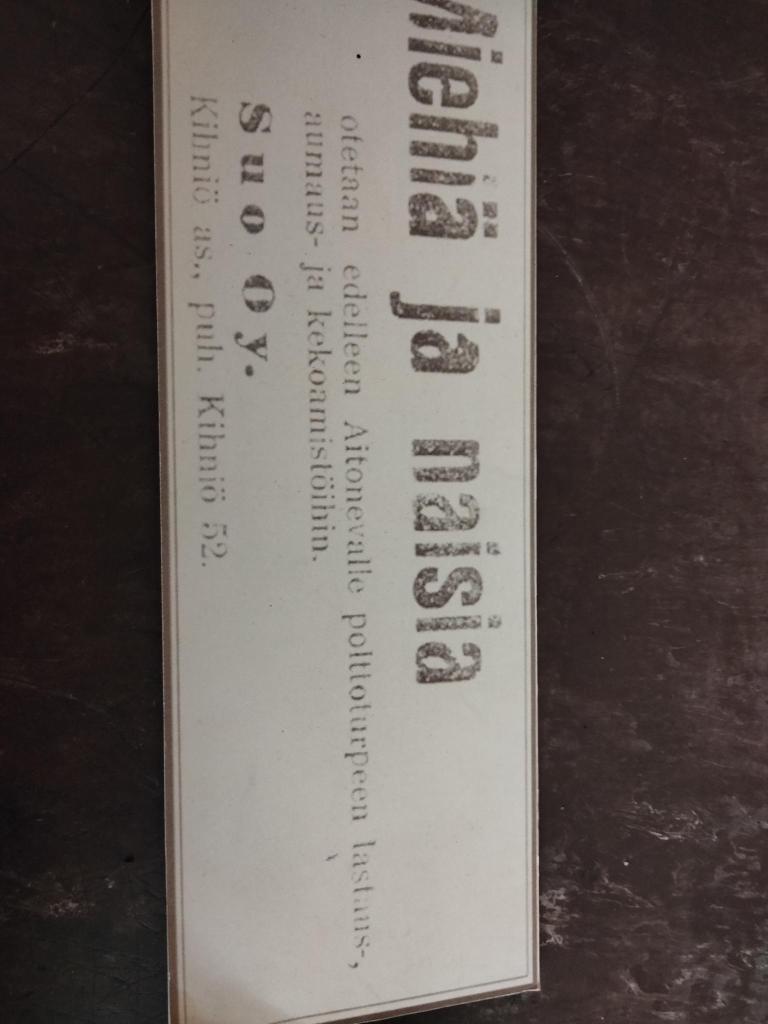 Miehiä ja naisia
otetaan edelleen Aitonevalle polttoturpeen lastaus-,
aumaus- ja kekoamistöihin.
Suo Oy.
Kihniö as., puh. Kihniö 52.